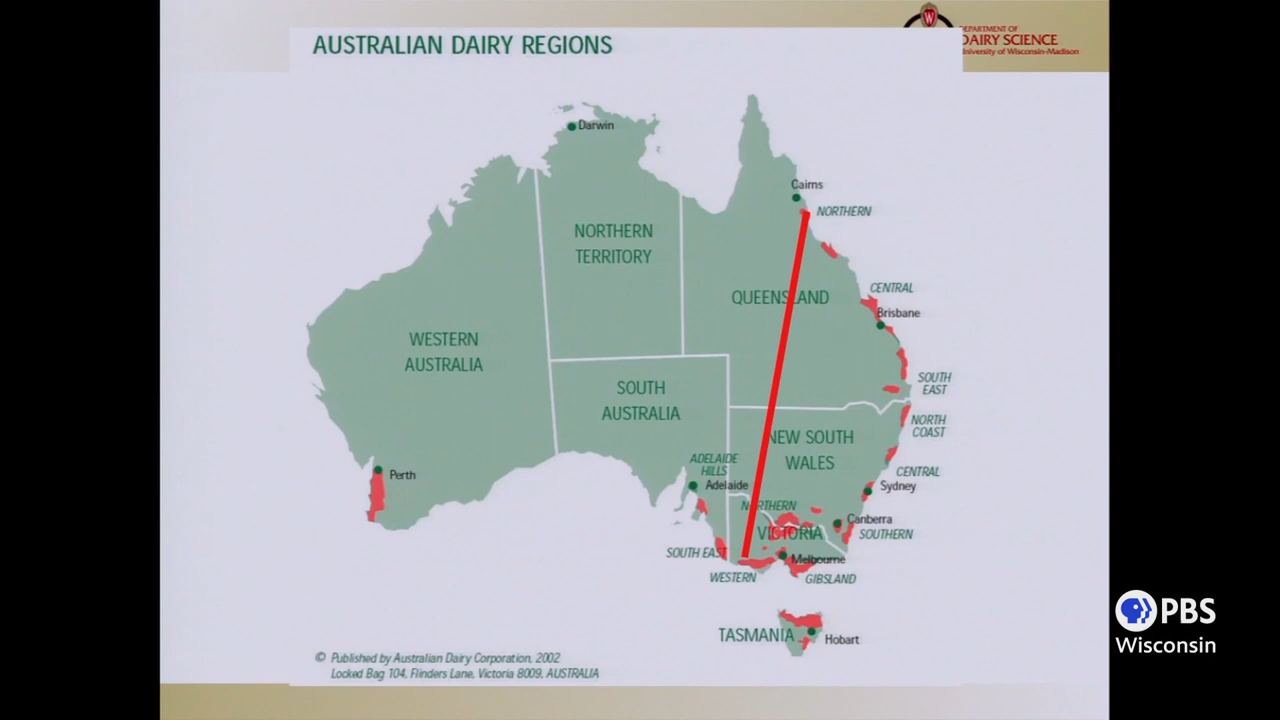 AUSTRALIAN DAIRY REGIONS
W
DEPARTMENT OF
DAIRY SCIENCE
University of Wisconsin-Madison
Darwin
Cairns
NORTHERN
NORTHERN
TERRITORY
QUEENSLAND
CENTRAL
Brisbane
WESTERN
AUSTRALIA
SOUTH
AUSTRALIA
SOUTH
EAST
NORTH
COAST
NEW SOUTH
WALES
ADELAIDE
HILLS
CENTRAL
Perth
Adelaide
Sydney
NORTHERN
Canberra
VICTORIA
SOUTHERN
SOUTH EAST
Melbourne
WESTERN
GIBSLAND
TASMANIA
Hobart
© Published by Australian Dairy Corporation, 2002
Locked Bag 104, Flinders Lane, Victoria 8009, AUSTRALIA
PBS
Wisconsin